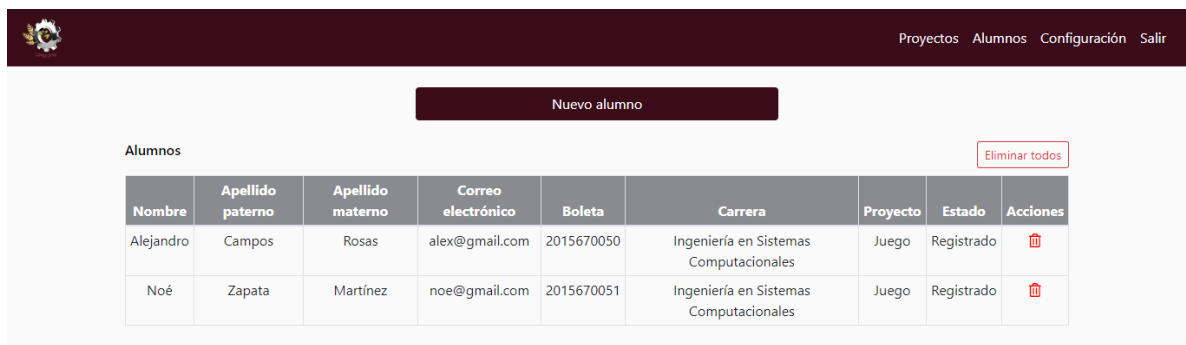 Proyectos Alumnos Configuración Salir
Nuevo alumno
Alumnos
Eliminar todos
Nombre Apellido paterno Apellido materno Correo electrónico Boleta Carrera Proyecto Estado Acciones
Alejandro Campos Rosas alex@gmail.com 2015670050 Ingeniería en Sistemas Computacionales Juego Registrado
Noé Zapata Martínez noe@gmail.com 2015670051 Ingeniería en Sistemas Computacionales Juego Registrado